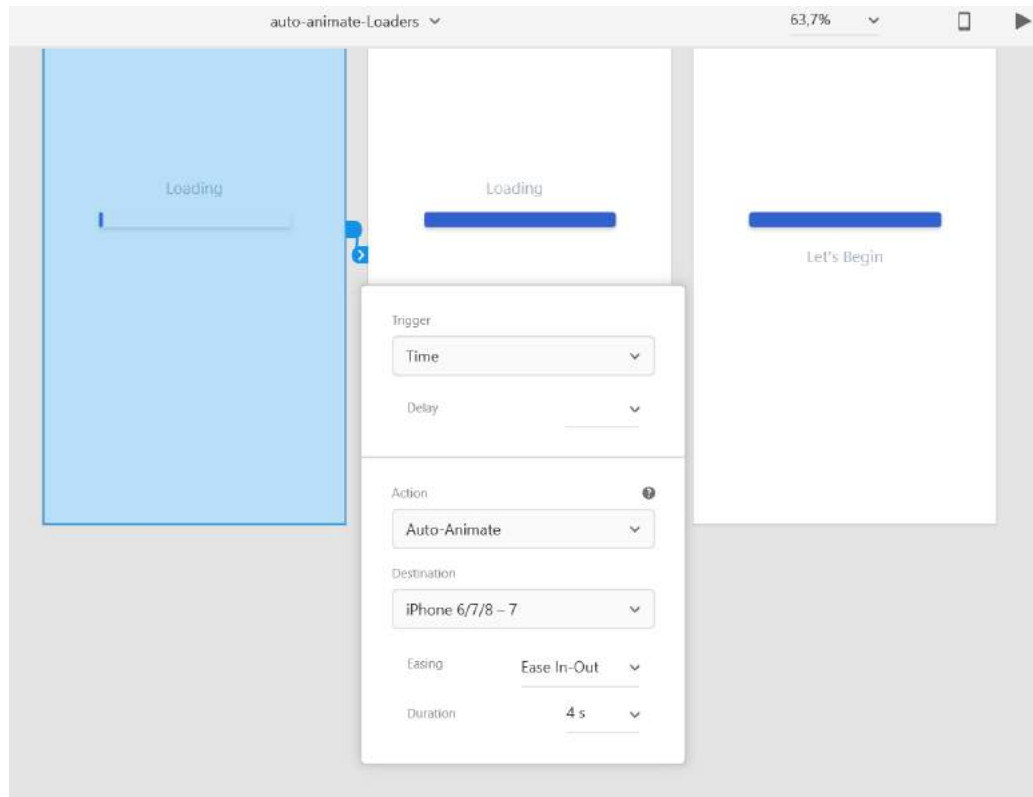 auto-animate-Loaders
63,7%
Loading
Loading
Let's Begin
Trigger
Time
Delay
Action
Auto-Animate
Destination
iPhone 6/7/8 – 7
Easing
Ease In-Out
Duration
4 s